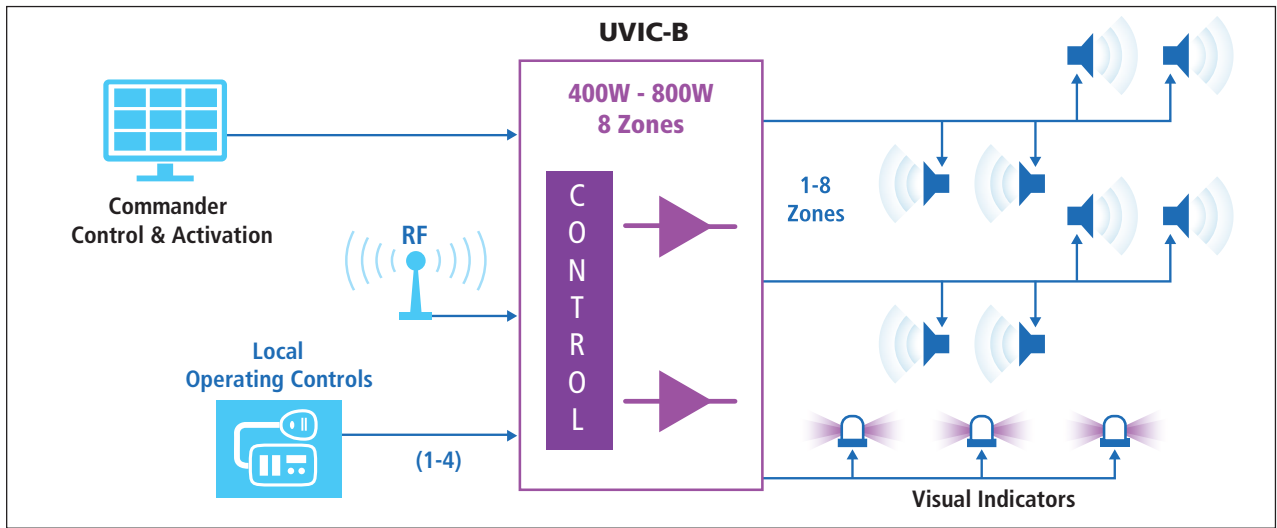 UVIC-B
400W - 800W
8 Zones
CONTROL
Commander
Control & Activation
RF
Local
Operating Controls
(1-4)
1-8
Zones
Visual Indicators